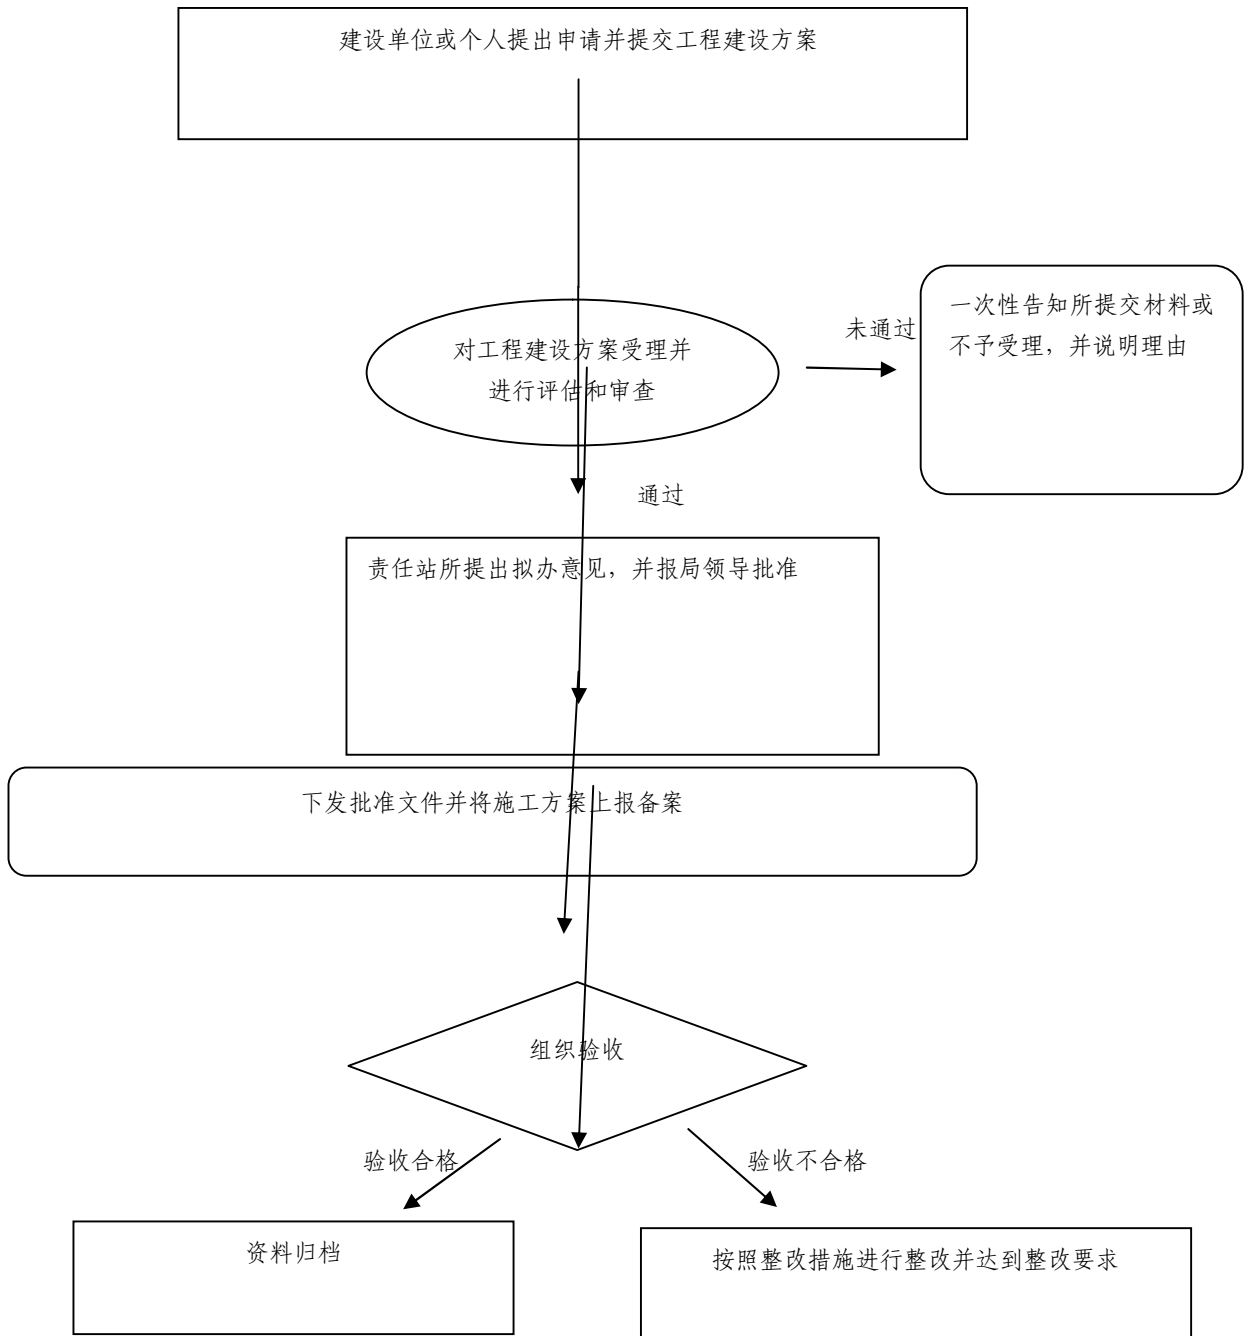 建设单位或个人提出申请并提交工程建设方案
一次性告知所提交材料或
不予受理，并说明理由
未通过
对工程建设方案受理并
进行评估和审查
通过
责任站所提出拟办意见，并报局领导批准
下发批准文件并将施工方案上报备案
组织验收
验收合格
验收不合格
资料归档
按照整改措施进行整改并达到整改要求